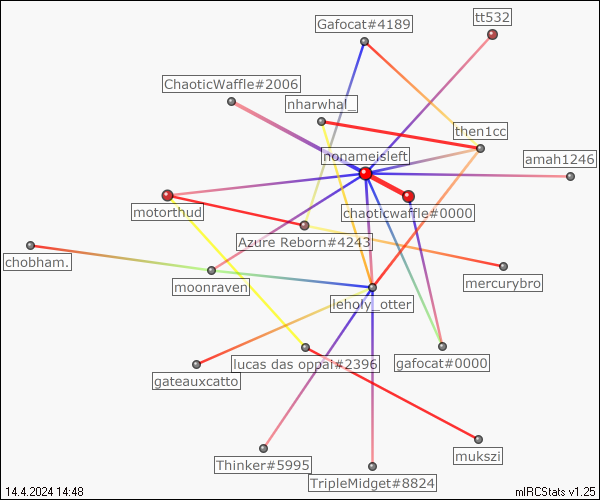 tt532
Gafocat#4189
ChaoticWaffle#2006
nharwhal_
then1cc
nonameisleft
amah1246
motorthud
chaoticwaffle#0000
Azure Reborn#4243
chobham.
mercurybro
moonraven
leholy_otter
lucas das oppai#2396
gafocat#0000
gateauxcatto
mukszi
Thinker#5995
TripleMidget#8824
14.4.2024 14:48
mIRCStats v1.25